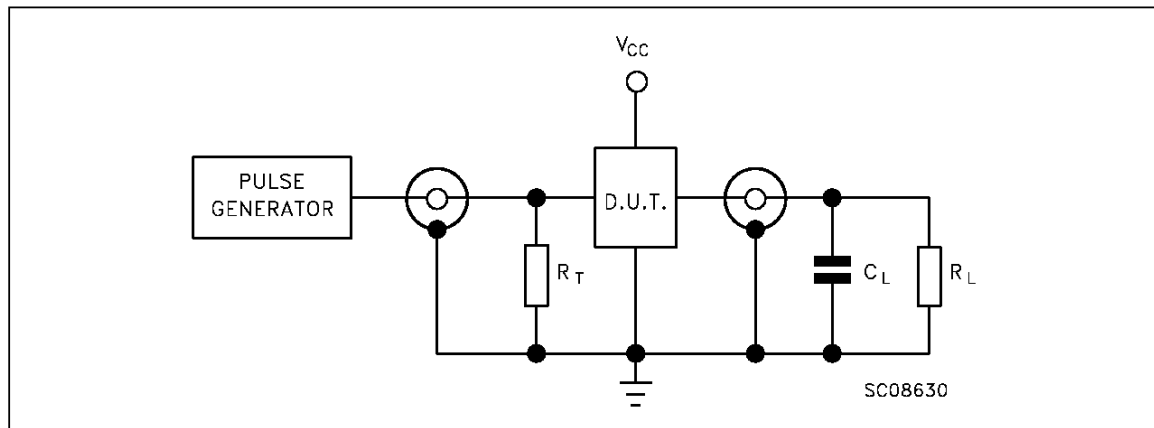 VCC
PULSE
GENERATOR
D.U.T.
RT
CL
RL
SC08630